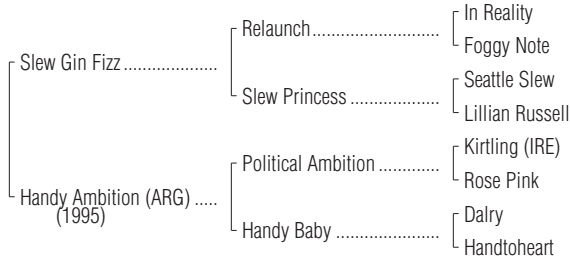 In Reality
Relaunch..........................
Foggy Note
Slew Gin Fizz....................
Seattle Slew
Slew Princess ...................
Lillian Russell
Kirtling (IRE)
Political Ambition .............
Rose Pink
Handy Ambition (ARG) .....
(1995)
Dalry
Handy Baby ......................
Handtoheart